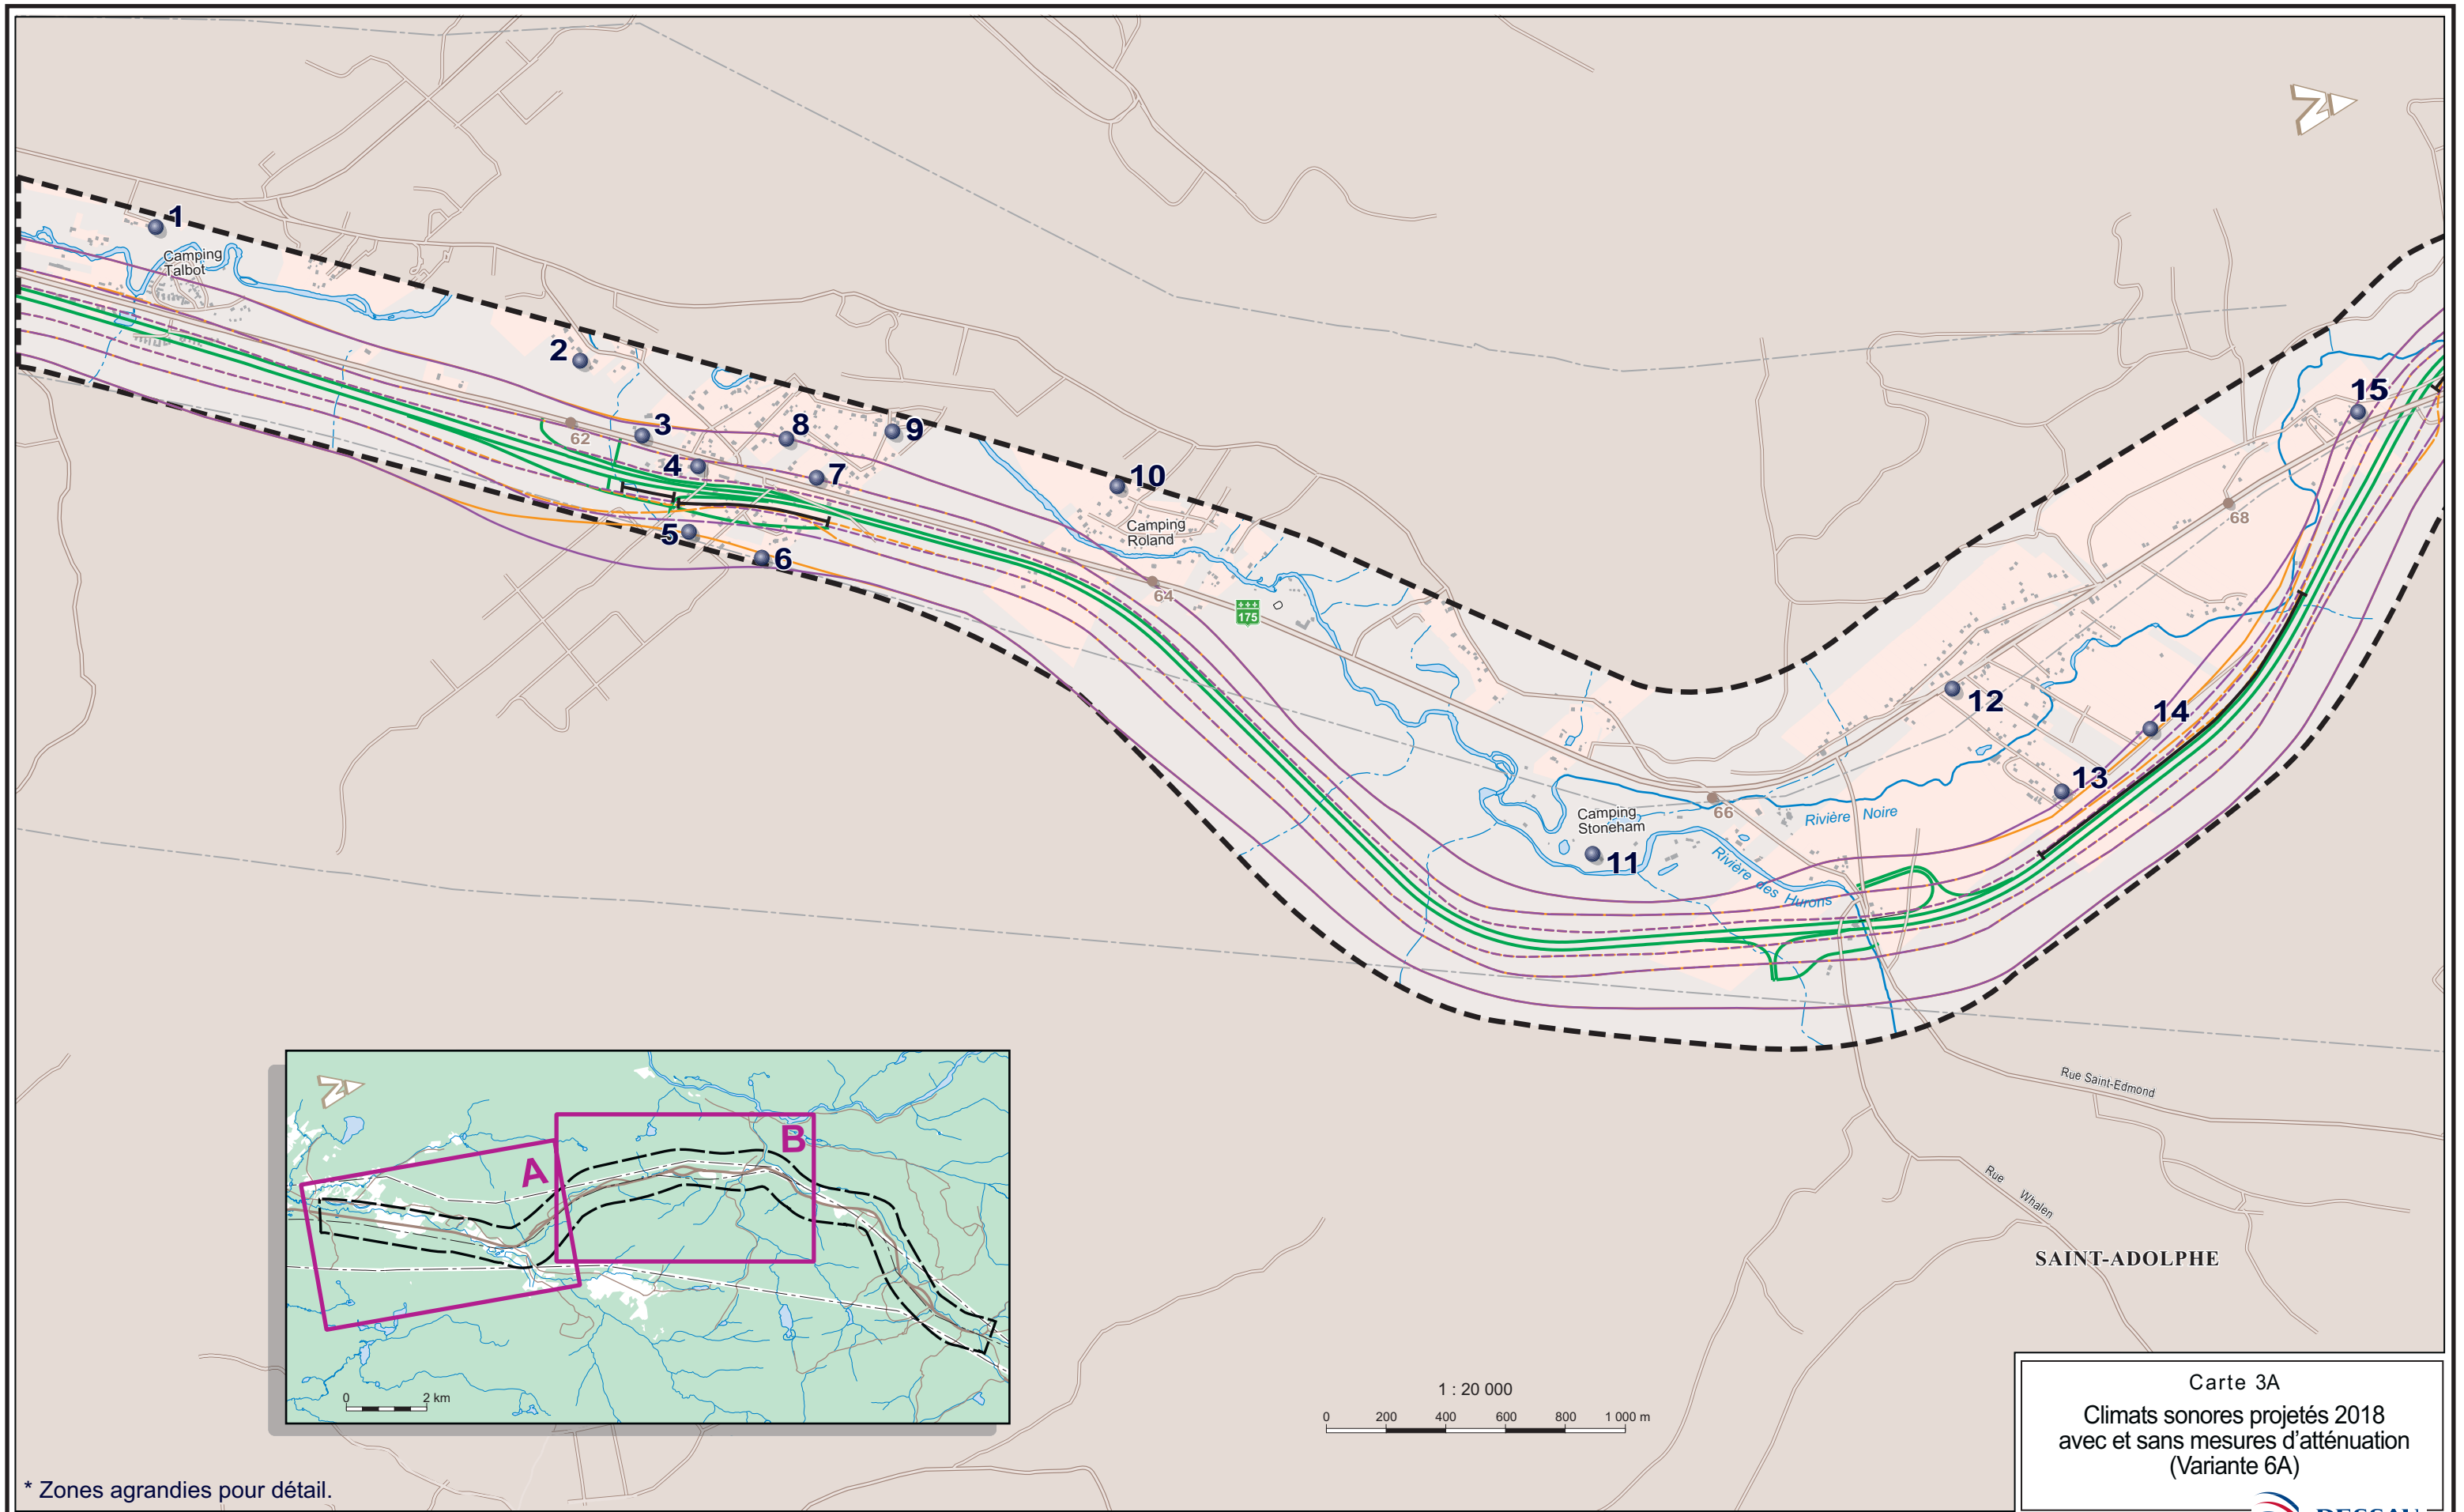 1
Camping
Talbot
2
62
3
8
9
4
7
5
6
10
Camping
Roland
64
175
15
68
12
14
13
66
Rivière Noire
Camping
Stoneham
11
Rivière des Hurons
Rue Saint-Edmond
Rue Whalen
SAINT-ADOLPHE
N
N
A
B
0 2 km
1 : 20 000
0 200 400 600 800 1 000 m
* Zones agrandies pour détail.
Carte 3A
Climats sonores projetés 2018
avec et sans mesures d'atténuation
(Variante 6A)